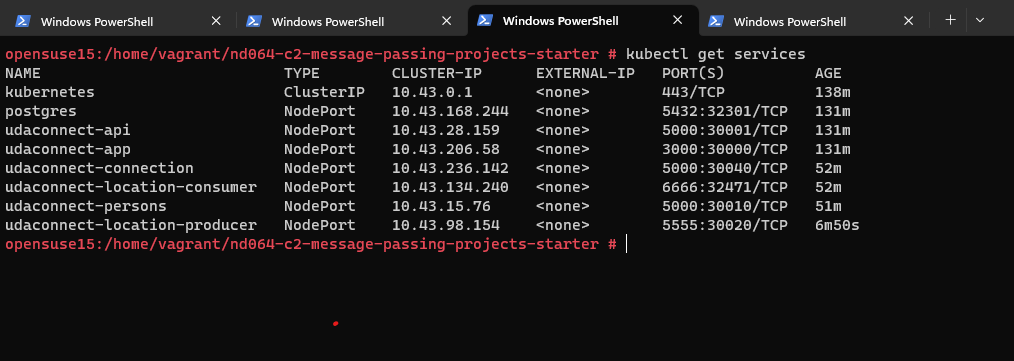 Windows PowerShell Windows PowerShell Windows PowerShell Windows PowerShell
opensuse15:/home/vagrant/nd064-c2-message-passing-projects-starter # kubectl get services
NAME TYPE CLUSTER-IP EXTERNAL-IP PORT(S) AGE
kubernetes ClusterIP 10.43.0.1 <none> 443/TCP 138m
postgres NodePort 10.43.168.244 <none> 5432:32301/TCP 131m
udaconnect-api NodePort 10.43.28.159 <none> 5000:30001/TCP 131m
udaconnect-app NodePort 10.43.206.58 <none> 3000:30000/TCP 131m
udaconnect-connection NodePort 10.43.236.142 <none> 5000:30040/TCP 52m
udaconnect-location-consumer NodePort 10.43.134.240 <none> 6666:32471/TCP 52m
udaconnect-persons NodePort 10.43.15.76 <none> 5000:30010/TCP 51m
udaconnect-location-producer NodePort 10.43.98.154 <none> 5555:30020/TCP 6m50s
opensuse15:/home/vagrant/nd064-c2-message-passing-projects-starter #